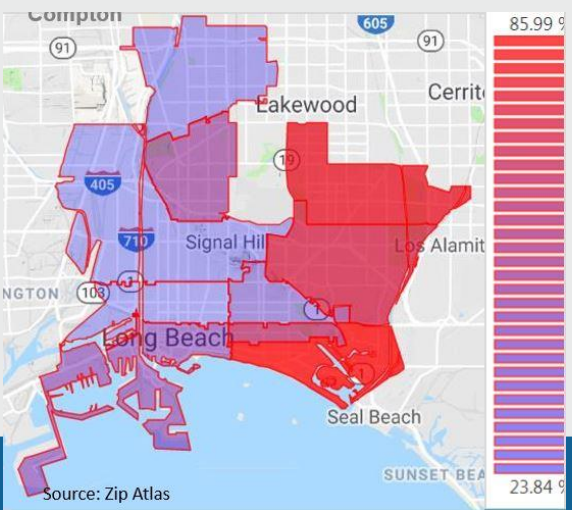 Compton
605
91
91
85.99 %
Lakewood
Cerrit
19
405
710
Signal Hill
Los Alamit
NGTON
103
1
1
Long Beach
1
Seal Beach
SUNSET BEA
Source: Zip Atlas
23.84 %